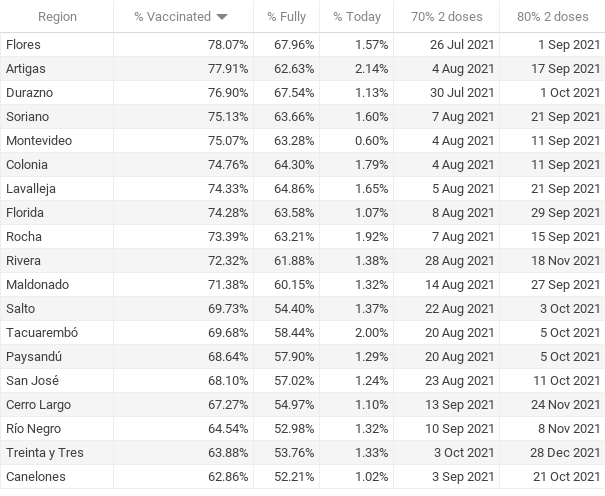 Region % Vaccinated % Fully % Today 70% 2 doses 80% 2 doses
Flores 78.07% 67.96% 1.57% 26 Jul 2021 1 Sep 2021
Artigas 77.91% 62.63% 2.14% 4 Aug 2021 17 Sep 2021
Durazno 76.90% 67.54% 1.13% 30 Jul 2021 1 Oct 2021
Soriano 75.13% 63.66% 1.60% 7 Aug 2021 21 Sep 2021
Montevideo 75.07% 63.28% 0.60% 4 Aug 2021 11 Sep 2021
Colonia 74.76% 64.30% 1.79% 4 Aug 2021 11 Sep 2021
Lavalleja 74.33% 64.86% 1.65% 5 Aug 2021 21 Sep 2021
Florida 74.28% 63.58% 1.07% 8 Aug 2021 29 Sep 2021
Rocha 73.39% 63.21% 1.92% 7 Aug 2021 15 Sep 2021
Rivera 72.32% 61.88% 1.38% 28 Aug 2021 18 Nov 2021
Maldonado 71.38% 60.15% 1.32% 14 Aug 2021 27 Sep 2021
Salto 69.73% 54.40% 1.37% 22 Aug 2021 3 Oct 2021
Tacuarembó 69.68% 58.44% 2.00% 20 Aug 2021 5 Oct 2021
Paysandú 68.64% 57.90% 1.29% 20 Aug 2021 5 Oct 2021
San José 68.10% 57.02% 1.24% 23 Aug 2021 11 Oct 2021
Cerro Largo 67.27% 54.97% 1.10% 13 Sep 2021 24 Nov 2021
Río Negro 64.54% 52.98% 1.32% 10 Sep 2021 8 Nov 2021
Treinta y Tres 63.88% 53.76% 1.33% 3 Oct 2021 28 Dec 2021
Canelones 62.86% 52.21% 1.02% 3 Sep 2021 21 Oct 2021